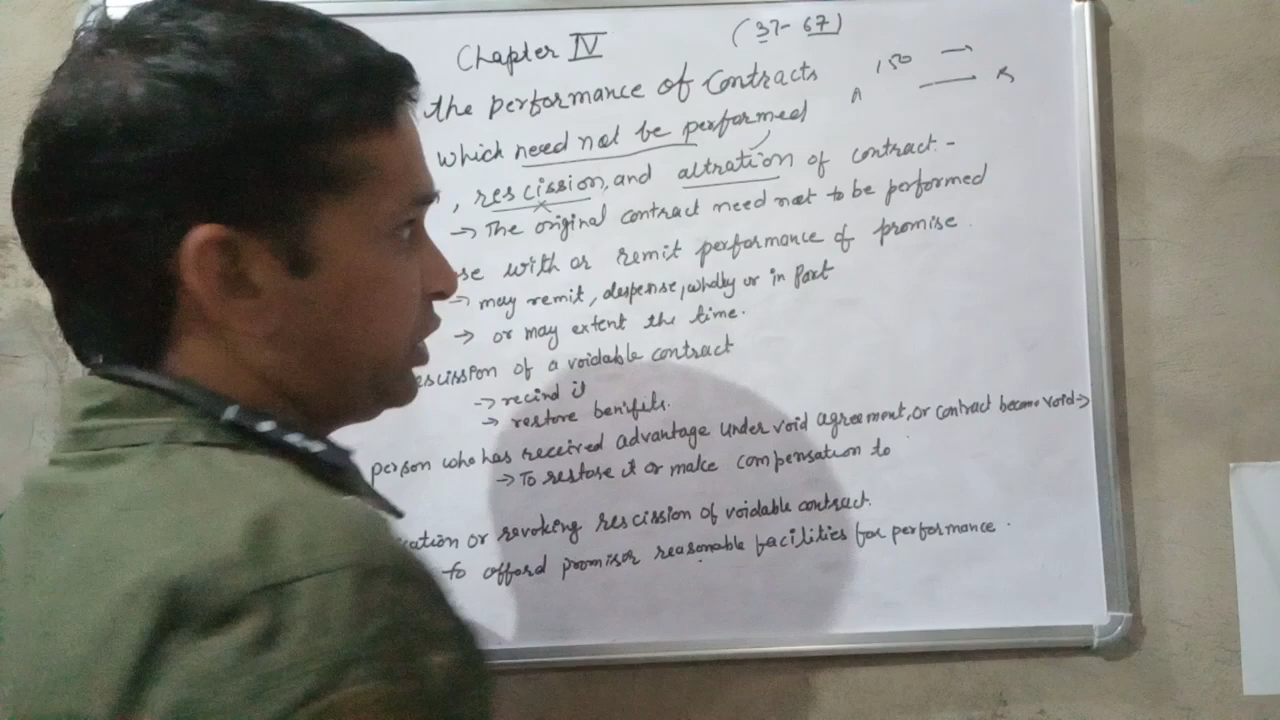 Chapter IV (37-67)
the performance of contracts
150 →
A → B
which need not be performed
, rescission, and altration of contract.-
→ The original contract need not to be performed
se with or remit performance of promise.
→ may remit, despense, wholly or in Part
→ or may extent the time.
escission of a voidable contract
→ recind it
→ restore benifits.
person who has received advantage under void agreement, or contract become void→
→ To restore it or make compensation to
ication or revoking rescission of voidable contract.
to afford promisor reasonable facilities for performance.